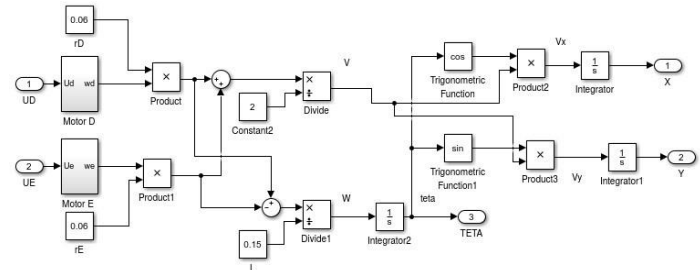 0.06
rD
1
UD
Ud wd
Motor D
×
Product
+
+
2
Constant2
×
÷
Divide
V
cos
Trigonometric
Function
×
Product2
Vx
1
s
Integrator
1
X
2
UE
Ue we
Motor E
×
Product1
0.06
rE
−
+
0.15
×
÷
Divide1
W
1
s
Integrator2
teta
3
TETA
sin
Trigonometric
Function1
×
Product3
Vy
1
s
Integrator1
2
Y